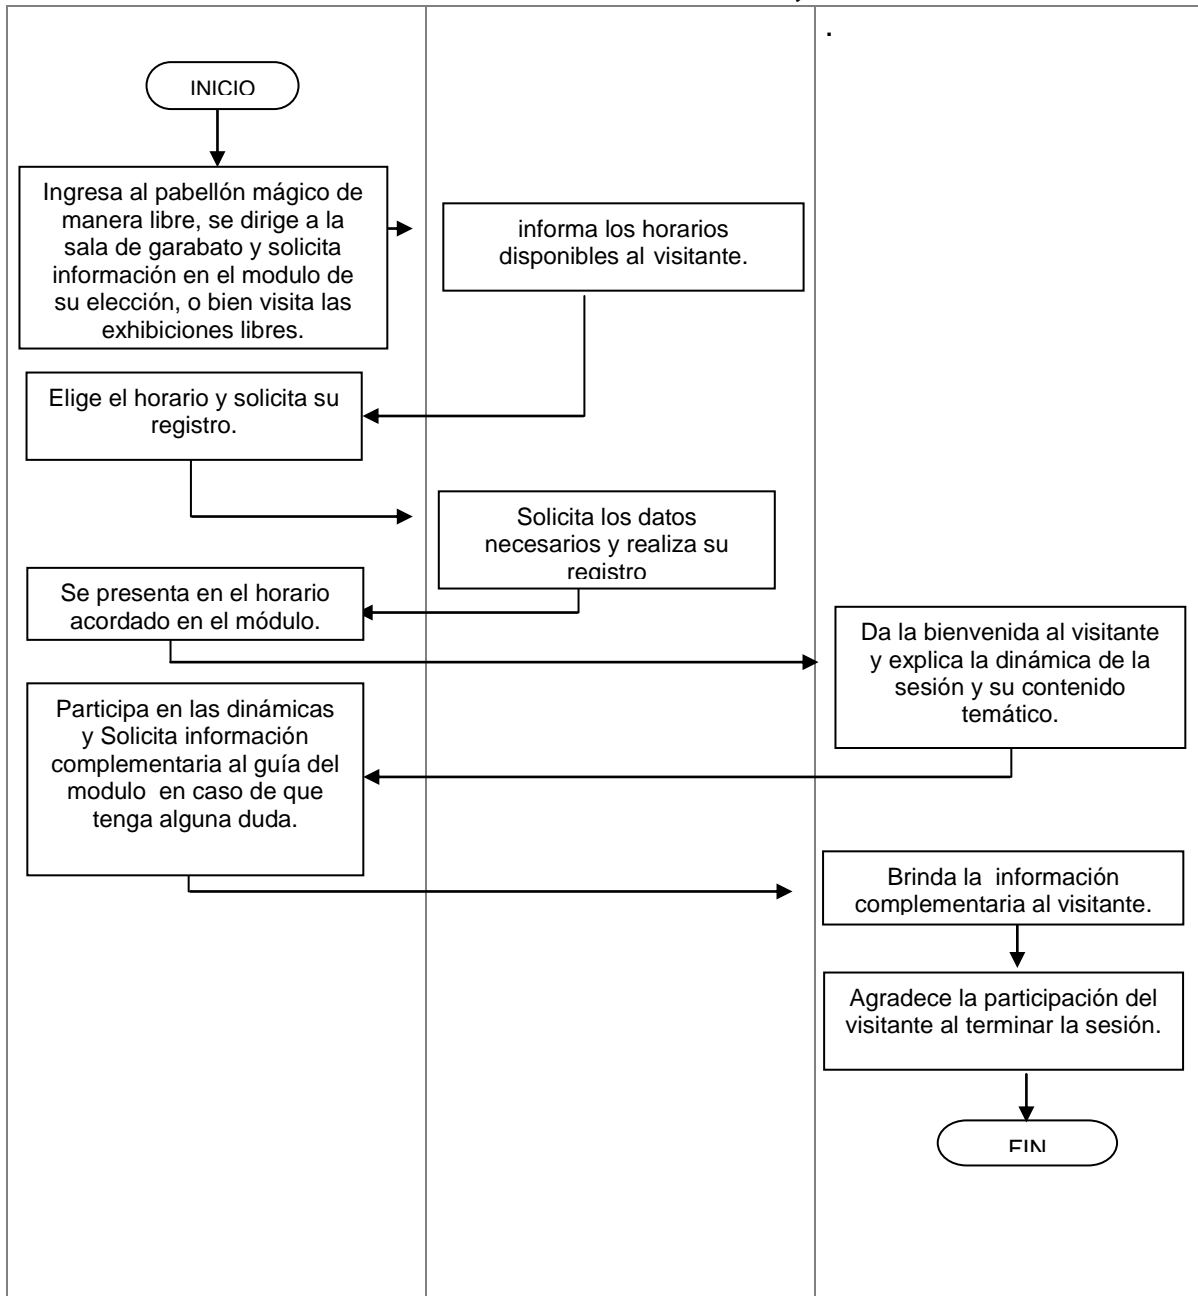 .
INICIO
Ingresa al pabellón mágico de
manera libre, se dirige a la
sala de garabato y solicita
información en el modulo de
su elección, o bien visita las
exhibiciones libres.
informa los horarios
disponibles al visitante.
Elige el horario y solicita su
registro.
Solicita los datos
necesarios y realiza su
registro
Se presenta en el horario
acordado en el módulo.
Da la bienvenida al visitante
y explica la dinámica de la
sesión y su contenido
temático.
Participa en las dinámicas
y Solicita información
complementaria al guía del
modulo en caso de que
tenga alguna duda.
Brinda la información
complementaria al visitante.
Agradece la participación del
visitante al terminar la sesión.
FIN